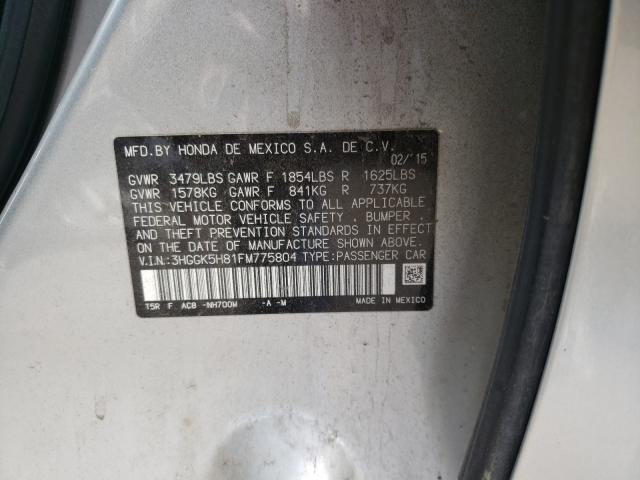 MFD.BY HONDA DE MEXICO S.A. DE C.V.
02/'15
GVWR 3479LBS GAWR F 1854LBS R 1625LBS
GVWR 1578KG GAWR F 841KG R 737KG
THIS VEHICLE CONFORMS TO ALL APPLICABLE
FEDERAL MOTOR VEHICLE SAFETY . BUMPER .
AND THEFT PREVENTION STANDARDS IN EFFECT
ON THE DATE OF MANUFACTURE SHOWN ABOVE.
V.I.N.:3HGGK5H81FM775804 TYPE:PASSENGER CAR
T5R F AC8 -NH700M -A -M
MADE IN MEXICO